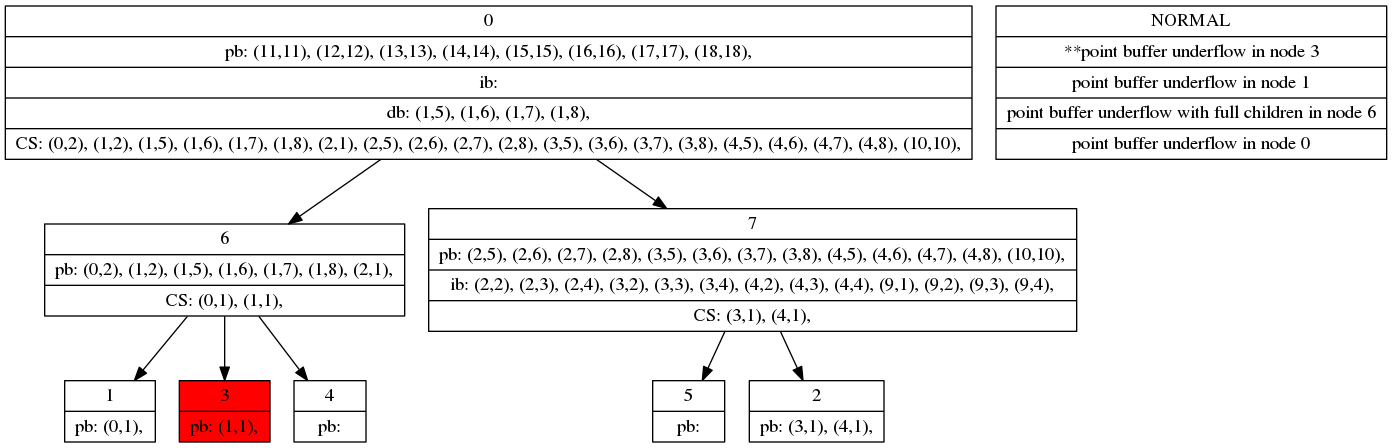 0
pb: (11,11), (12,12), (13,13), (14,14), (15,15), (16,16), (17,17), (18,18),
ib:
db: (1,5), (1,6), (1,7), (1,8),
CS: (0,2), (1,2), (1,5), (1,6), (1,7), (1,8), (2,1), (2,5), (2,6), (2,7), (2,8), (3,5), (3,6), (3,7), (3,8), (4,5), (4,6), (4,7), (4,8), (10,10),
NORMAL
**point buffer underflow in node 3
point buffer underflow in node 1
point buffer underflow with full children in node 6
point buffer underflow in node 0
6
pb: (0,2), (1,2), (1,5), (1,6), (1,7), (1,8), (2,1),
CS: (0,1), (1,1),
7
pb: (2,5), (2,6), (2,7), (2,8), (3,5), (3,6), (3,7), (3,8), (4,5), (4,6), (4,7), (4,8), (10,10),
ib: (2,2), (2,3), (2,4), (3,2), (3,3), (3,4), (4,2), (4,3), (4,4), (9,1), (9,2), (9,3), (9,4),
CS: (3,1), (4,1),
1
pb: (0,1),
3
pb: (1,1),
4
pb:
5
pb:
2
pb: (3,1), (4,1),